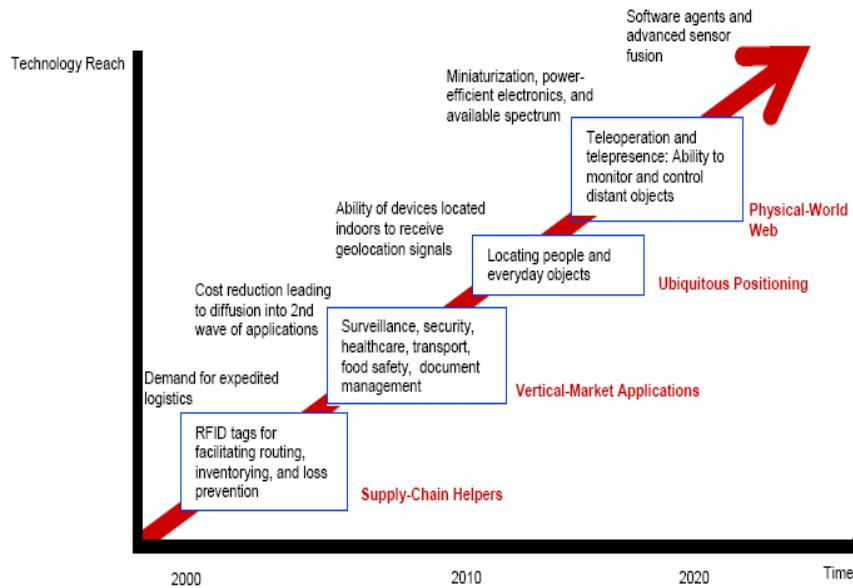 Software agents and
advanced sensor
fusion
Technology Reach
Miniaturization, power-
efficient electronics, and
available spectrum
Teleoperation and
telepresence: Ability to
monitor and control
distant objects
Physical-World
Web
Ability of devices located
indoors to receive
geolocation signals
Locating people and
everyday objects
Ubiquitous Positioning
Cost reduction leading
to diffusion into 2nd
wave of applications
Surveillance, security,
healthcare, transport,
food safety, document
management
Vertical-Market Applications
Demand for expedited
logistics
RFID tags for
facilitating routing,
inventorying, and loss
prevention
Supply-Chain Helpers
2000
2010
2020
Time